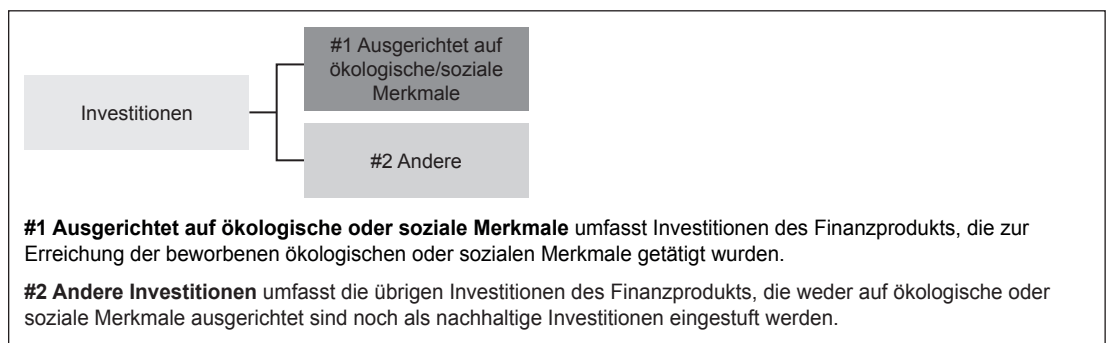 #1 Ausgerichtet auf
ökologische/soziale
Merkmale
Investitionen
#2 Andere
#1 Ausgerichtet auf ökologische oder soziale Merkmale umfasst Investitionen des Finanzprodukts, die zur
Erreichung der beworbenen ökologischen oder sozialen Merkmale getätigt wurden.
#2 Andere Investitionen umfasst die übrigen Investitionen des Finanzprodukts, die weder auf ökologische oder
soziale Merkmale ausgerichtet sind noch als nachhaltige Investitionen eingestuft werden.